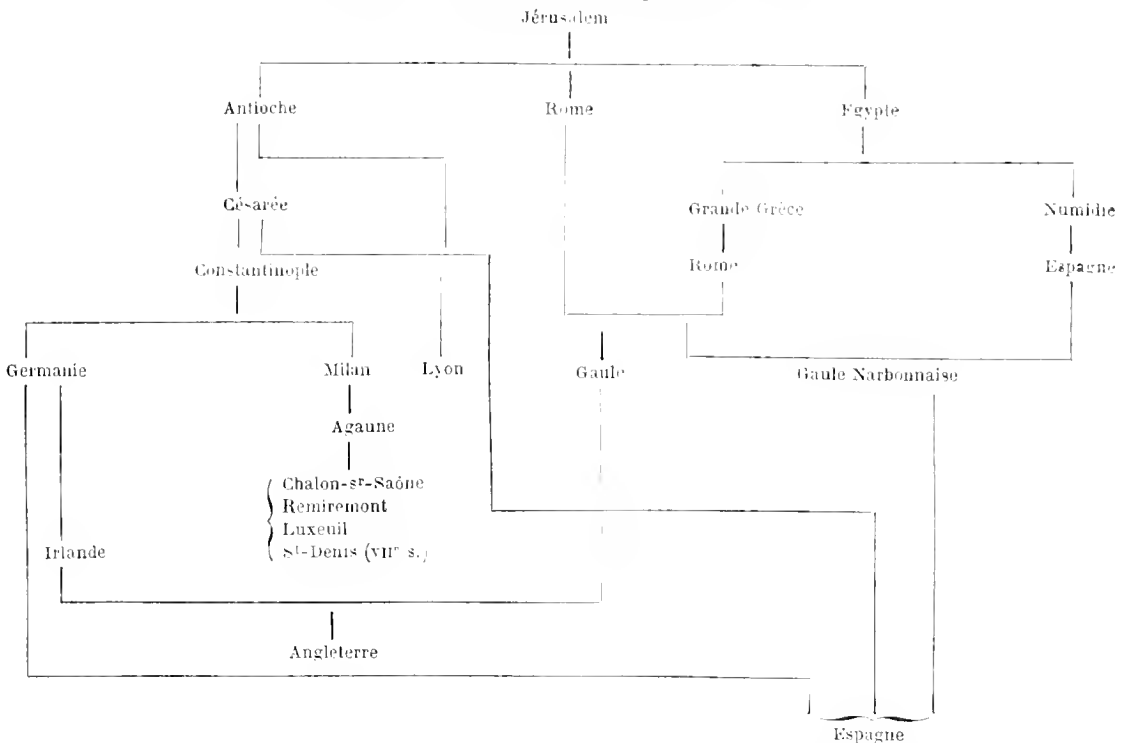 Jérusalem
Antioche
Rome
Egypte
Césarée
Grande Grèce
Numidie
Constantinople
Rome
Espagne
Germanie
Milan
Lyon
Gaule
Gaule Narbonnaise
Agaune
Chalon-sr-Saône
Remiremont
Luxeuil
St-Denis (VIIe s.)
Irlande
Angleterre
Espagne